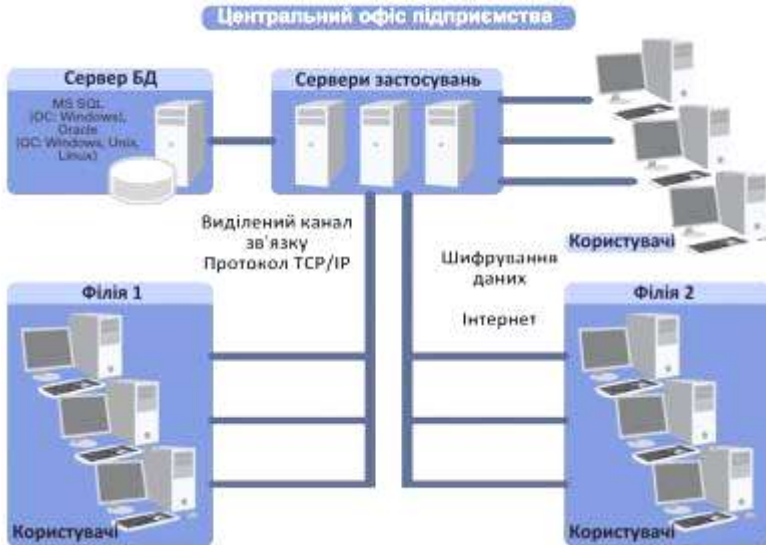 Центральний офіс підприємства
Сервер БД
MS SQL
(ОС: Windows),
Oracle
(ОС: Windows, Unix,
Linux)
Сервери застосувань
Користувачі
Виділений канал
зв'язку
Протокол TCP/IP
Шифрування
даних
Інтернет
Філія 1
Користувачі
Філія 2
Користувачі